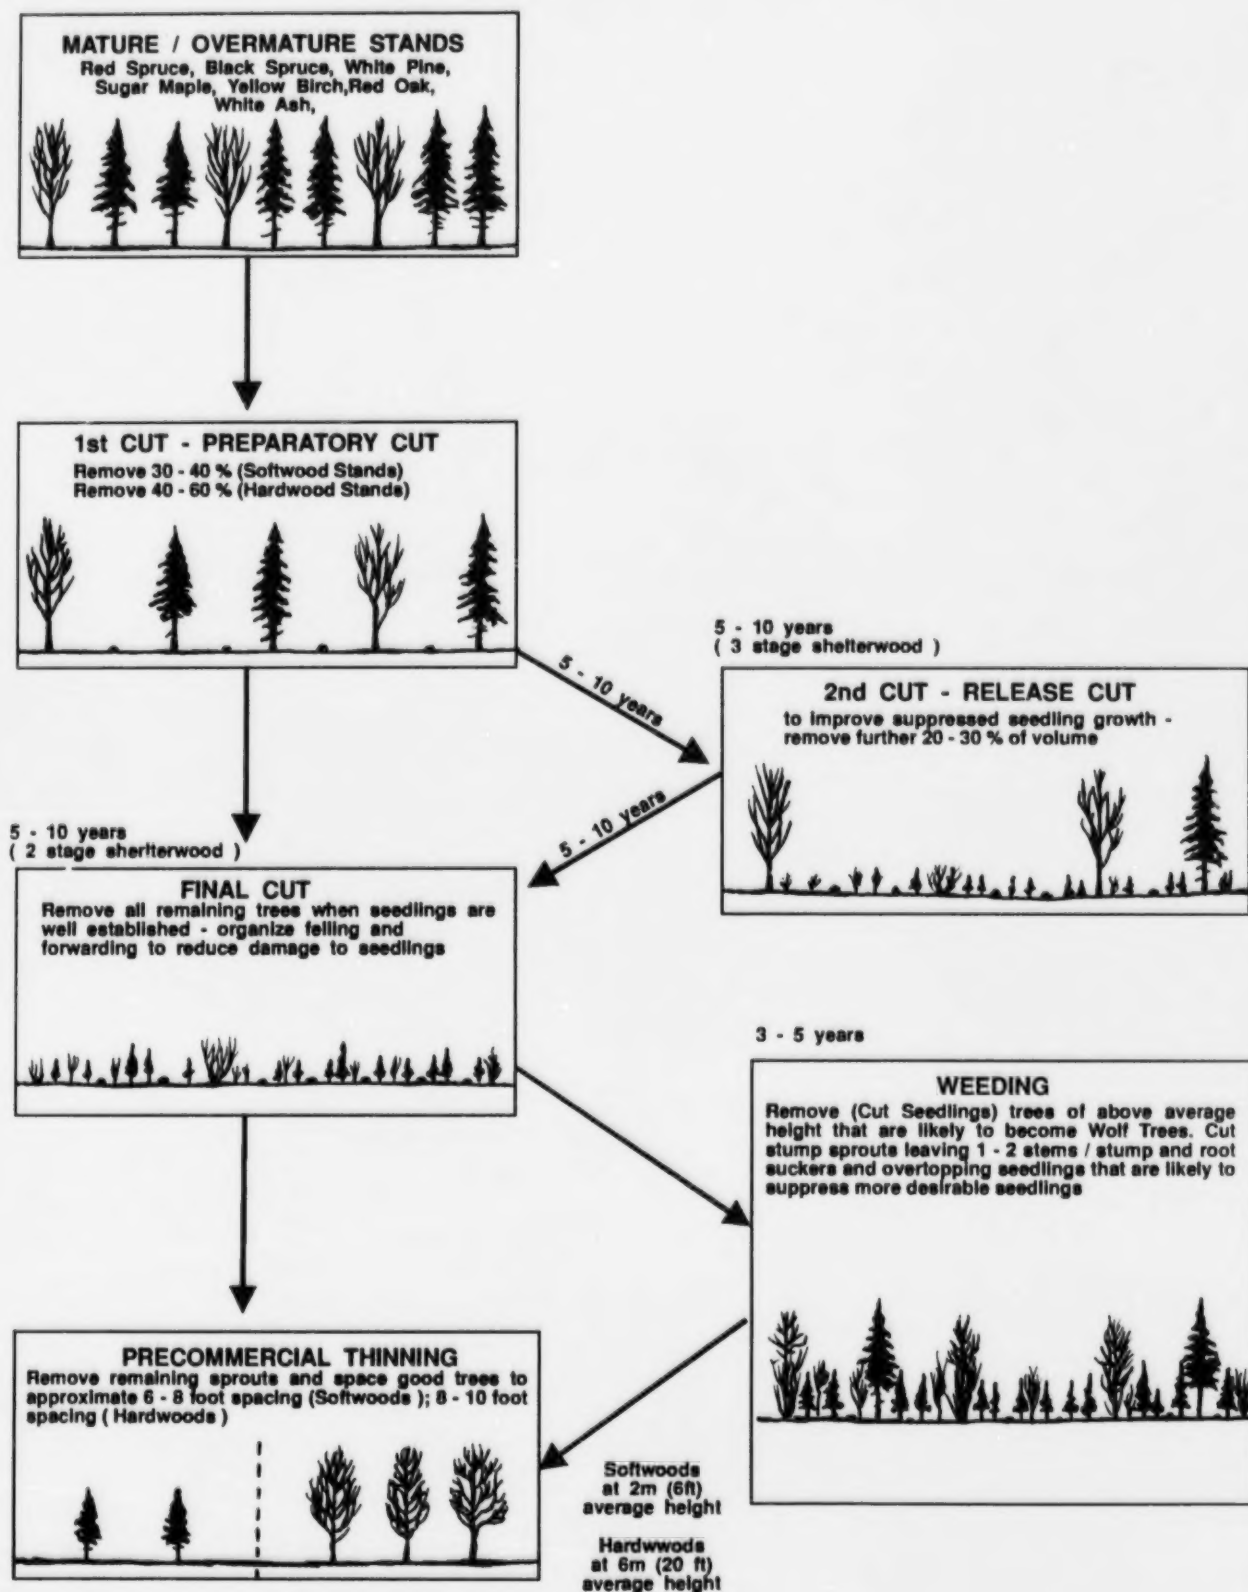 MATURE / OVERMATURE STANDS
Red Spruce, Black Spruce, White Pine,
Sugar Maple, Yellow Birch,Red Oak,
White Ash,
1st CUT - PREPARATORY CUT
Remove 30 - 40 % (Softwood Stands)
Remove 40 - 60 % (Hardwood Stands)
5 - 10 years
5 - 10 years
( 3 stage shelterwood )
2nd CUT - RELEASE CUT
to improve suppressed seedling growth -
remove further 20 - 30 % of volume
5 - 10 years
5 - 10 years
( 2 stage sherlterwood )
FINAL CUT
Remove all remaining trees when seedlings are
well established - organize felling and
forwarding to reduce damage to seedlings
3 - 5 years
WEEDING
Remove (Cut Seedlings) trees of above average
height that are likely to become Wolf Trees. Cut
stump sprouts leaving 1 - 2 stems / stump and root
suckers and overtopping seedlings that are likely to
suppress more desirable seedlings
PRECOMMERCIAL THINNING
Remove remaining sprouts and space good trees to
approximate 6 - 8 foot spacing (Softwoods ); 8 - 10 foot
spacing ( Hardwoods )
Softwoods
at 2m (6ft)
average height
Hardwwods
at 6m (20 ft)
average height